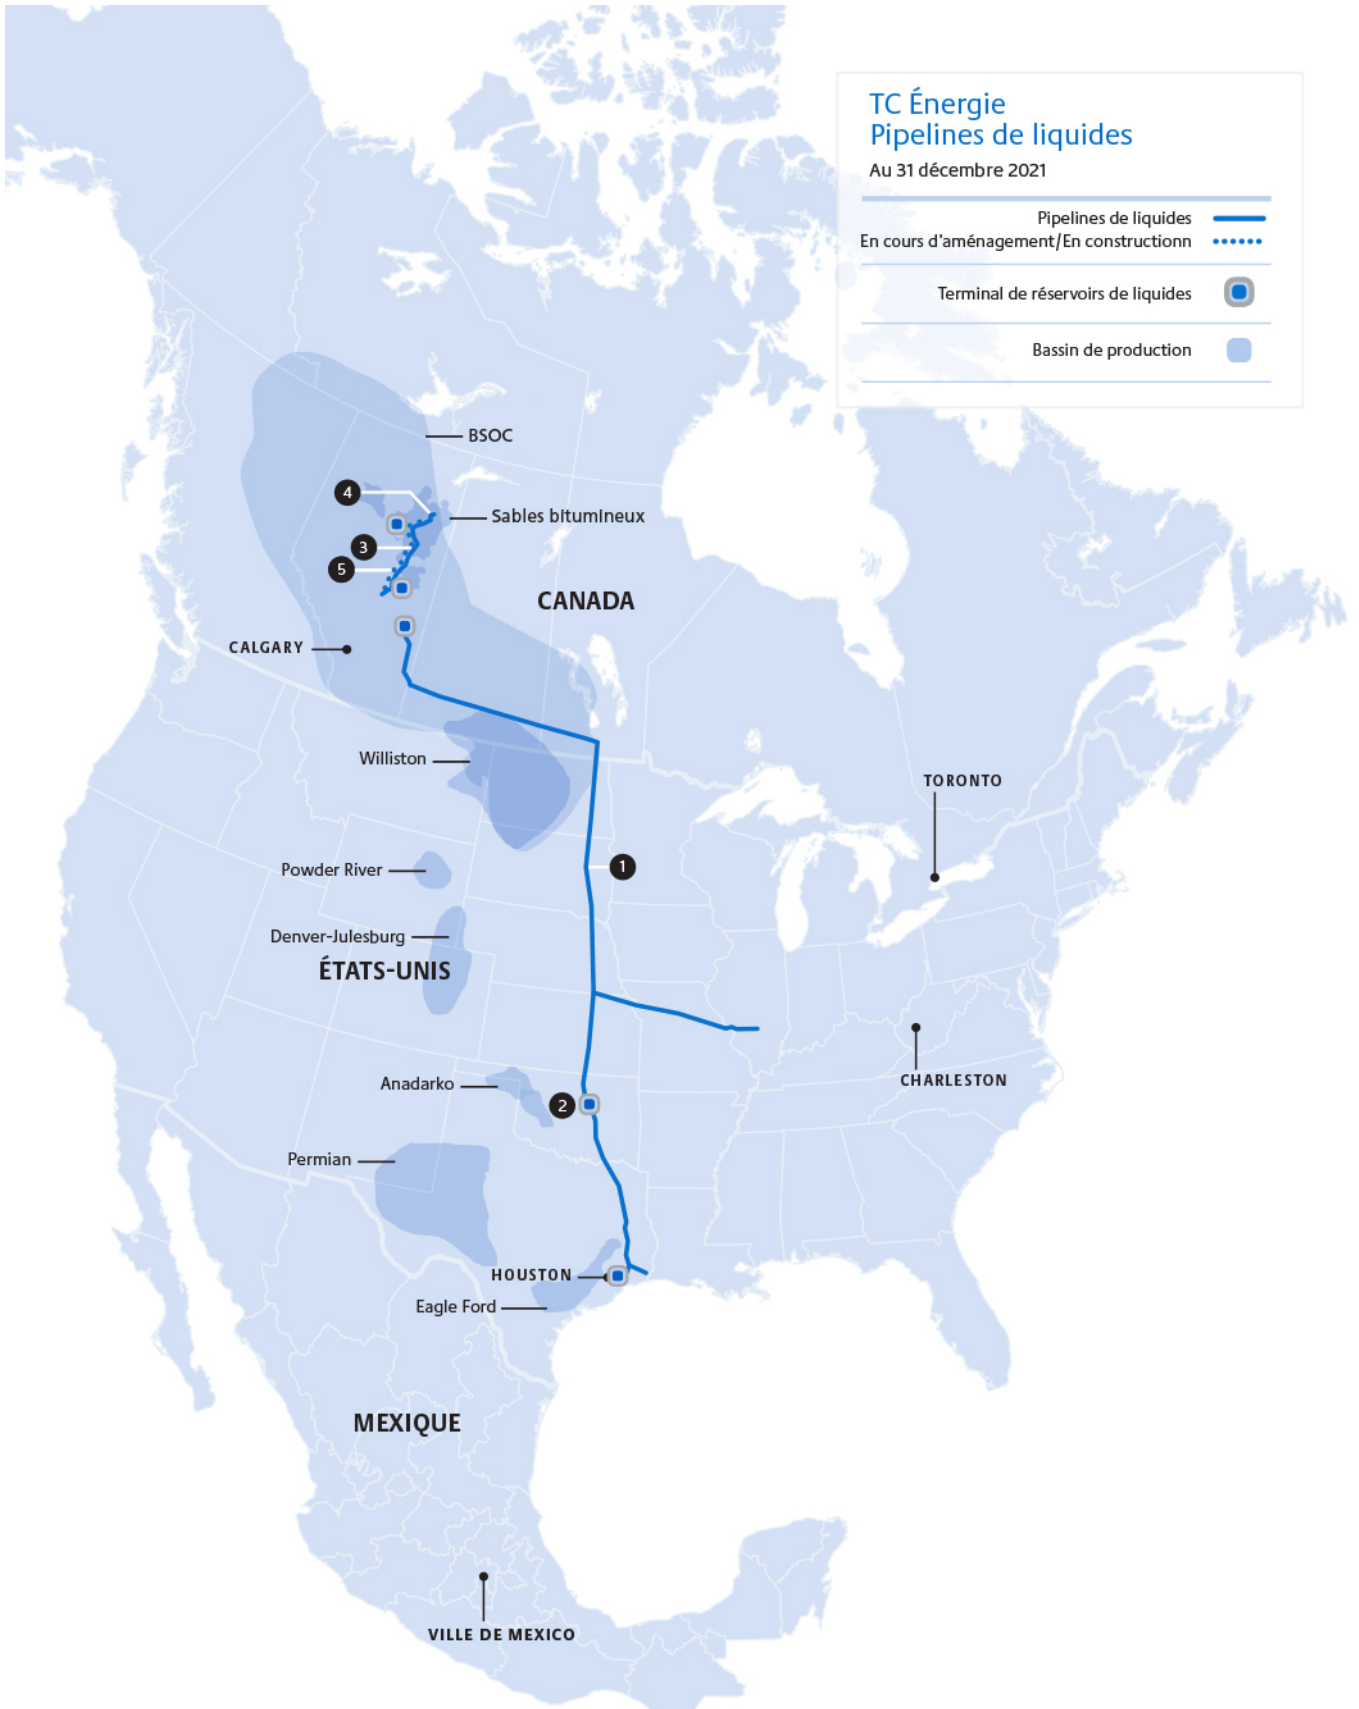 TC Énergie
Pipelines de liquides
Au 31 décembre 2021
Pipelines de liquides
En cours d'aménagement/En constructionn
Terminal de réservoirs de liquides
Bassin de production
BSOC
4
Sables bitumineux
3
5
CANADA
CALGARY
Williston
TORONTO
1
Powder River
Denver-Julesburg
ÉTATS-UNIS
CHARLESTON
Anadarko
2
Permian
HOUSTON
Eagle Ford
MEXIQUE
VILLE DE MEXICO